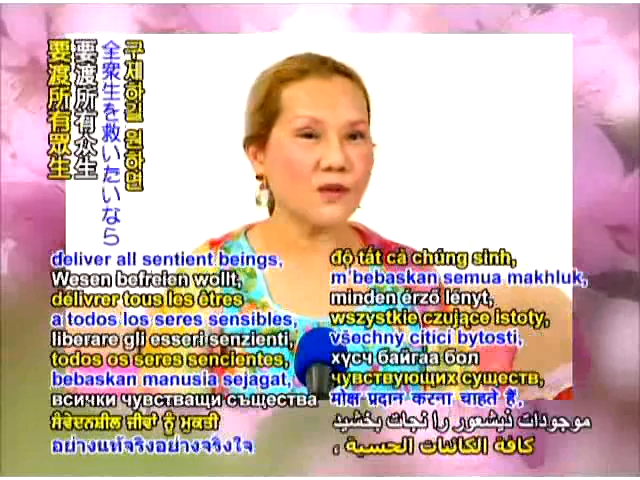 要渡所有眾生
要渡所有众生
全衆生を救いたいなら
구제하길 원하면
deliver all sentient beings,
Wesen befreien wollt,
délivrer tous les êtres
a todos los seres sensibles,
liberare gli esseri senzienti,
todos os seres sencientes,
bebaskan manusia sejagat,
всички чувстващи същества
ਸੰਵੇਦਨਸ਼ੀਲ ਜੀਵਾਂ ਨੂੰ ਮੁਕਤੀ
อย่างแท้จริงอย่างจริงใจ
độ tất cả chúng sinh,
m'bebaskan semua makhluk,
minden érző lényt,
wszystkie czujące istoty,
všechny cítící bytosti,
хүсч байгаа бол
чувствующих существ,
मोक्ष प्रदान करना चाहते हैं,
موجودات ذیشعور را نجات بخشید
كافة الكائنات الحسية ،